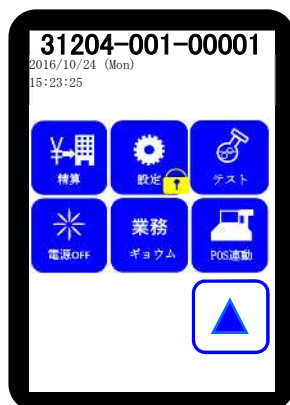 31204-001-00001
2016/10/24 (Mon)
15:23:25
精算
設定
テスト
電源OFF
業務
ギョウム
POS連動